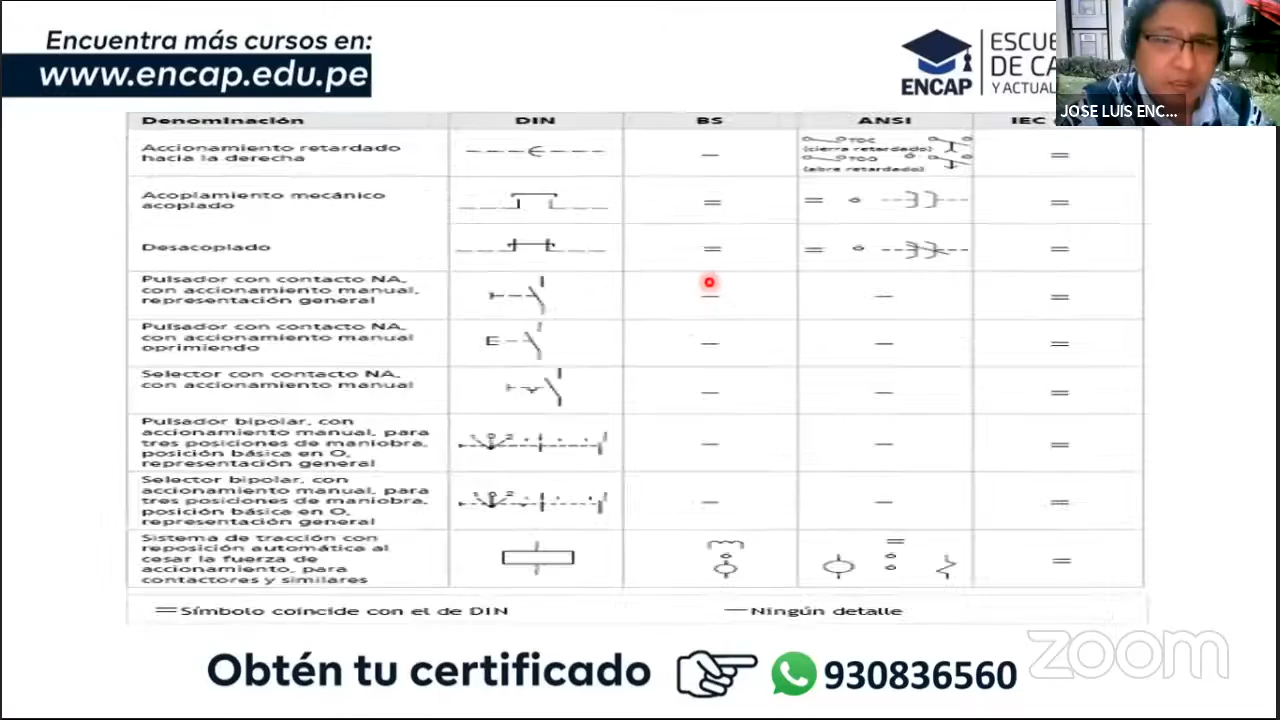 Encuentra más cursos en:
www.encap.edu.pe
ENCAP
ESCUE
DE CA
Y ACTUAL
JOSE LUIS ENC...
Denominación DIN BS ANSI IEC
Accionamiento retardado
hacia la derecha
TDC
(cierra retardado)
TDO
(abre retardado)
Acoplamiento mecánico
acoplado
Desacoplado
Pulsador con contacto NA,
con accionamiento manual,
representación general
Pulsador con contacto NA,
con accionamiento manual
oprimiendo
Selector con contacto NA,
con accionamiento manual
Pulsador bipolar, con
accionamiento manual, para
tres posiciones de maniobra,
posición básica en O,
representación general
Selector bipolar, con
accionamiento manual, para
tres posiciones de maniobra,
posición básica en O,
representación general
Sistema de tracción con
reposición automática al
cesar la fuerza de
accionamiento, para
contactores y similares
=Símbolo coincide con el de DIN
—Ningún detalle
Obtén tu certificado
930836560
zoom